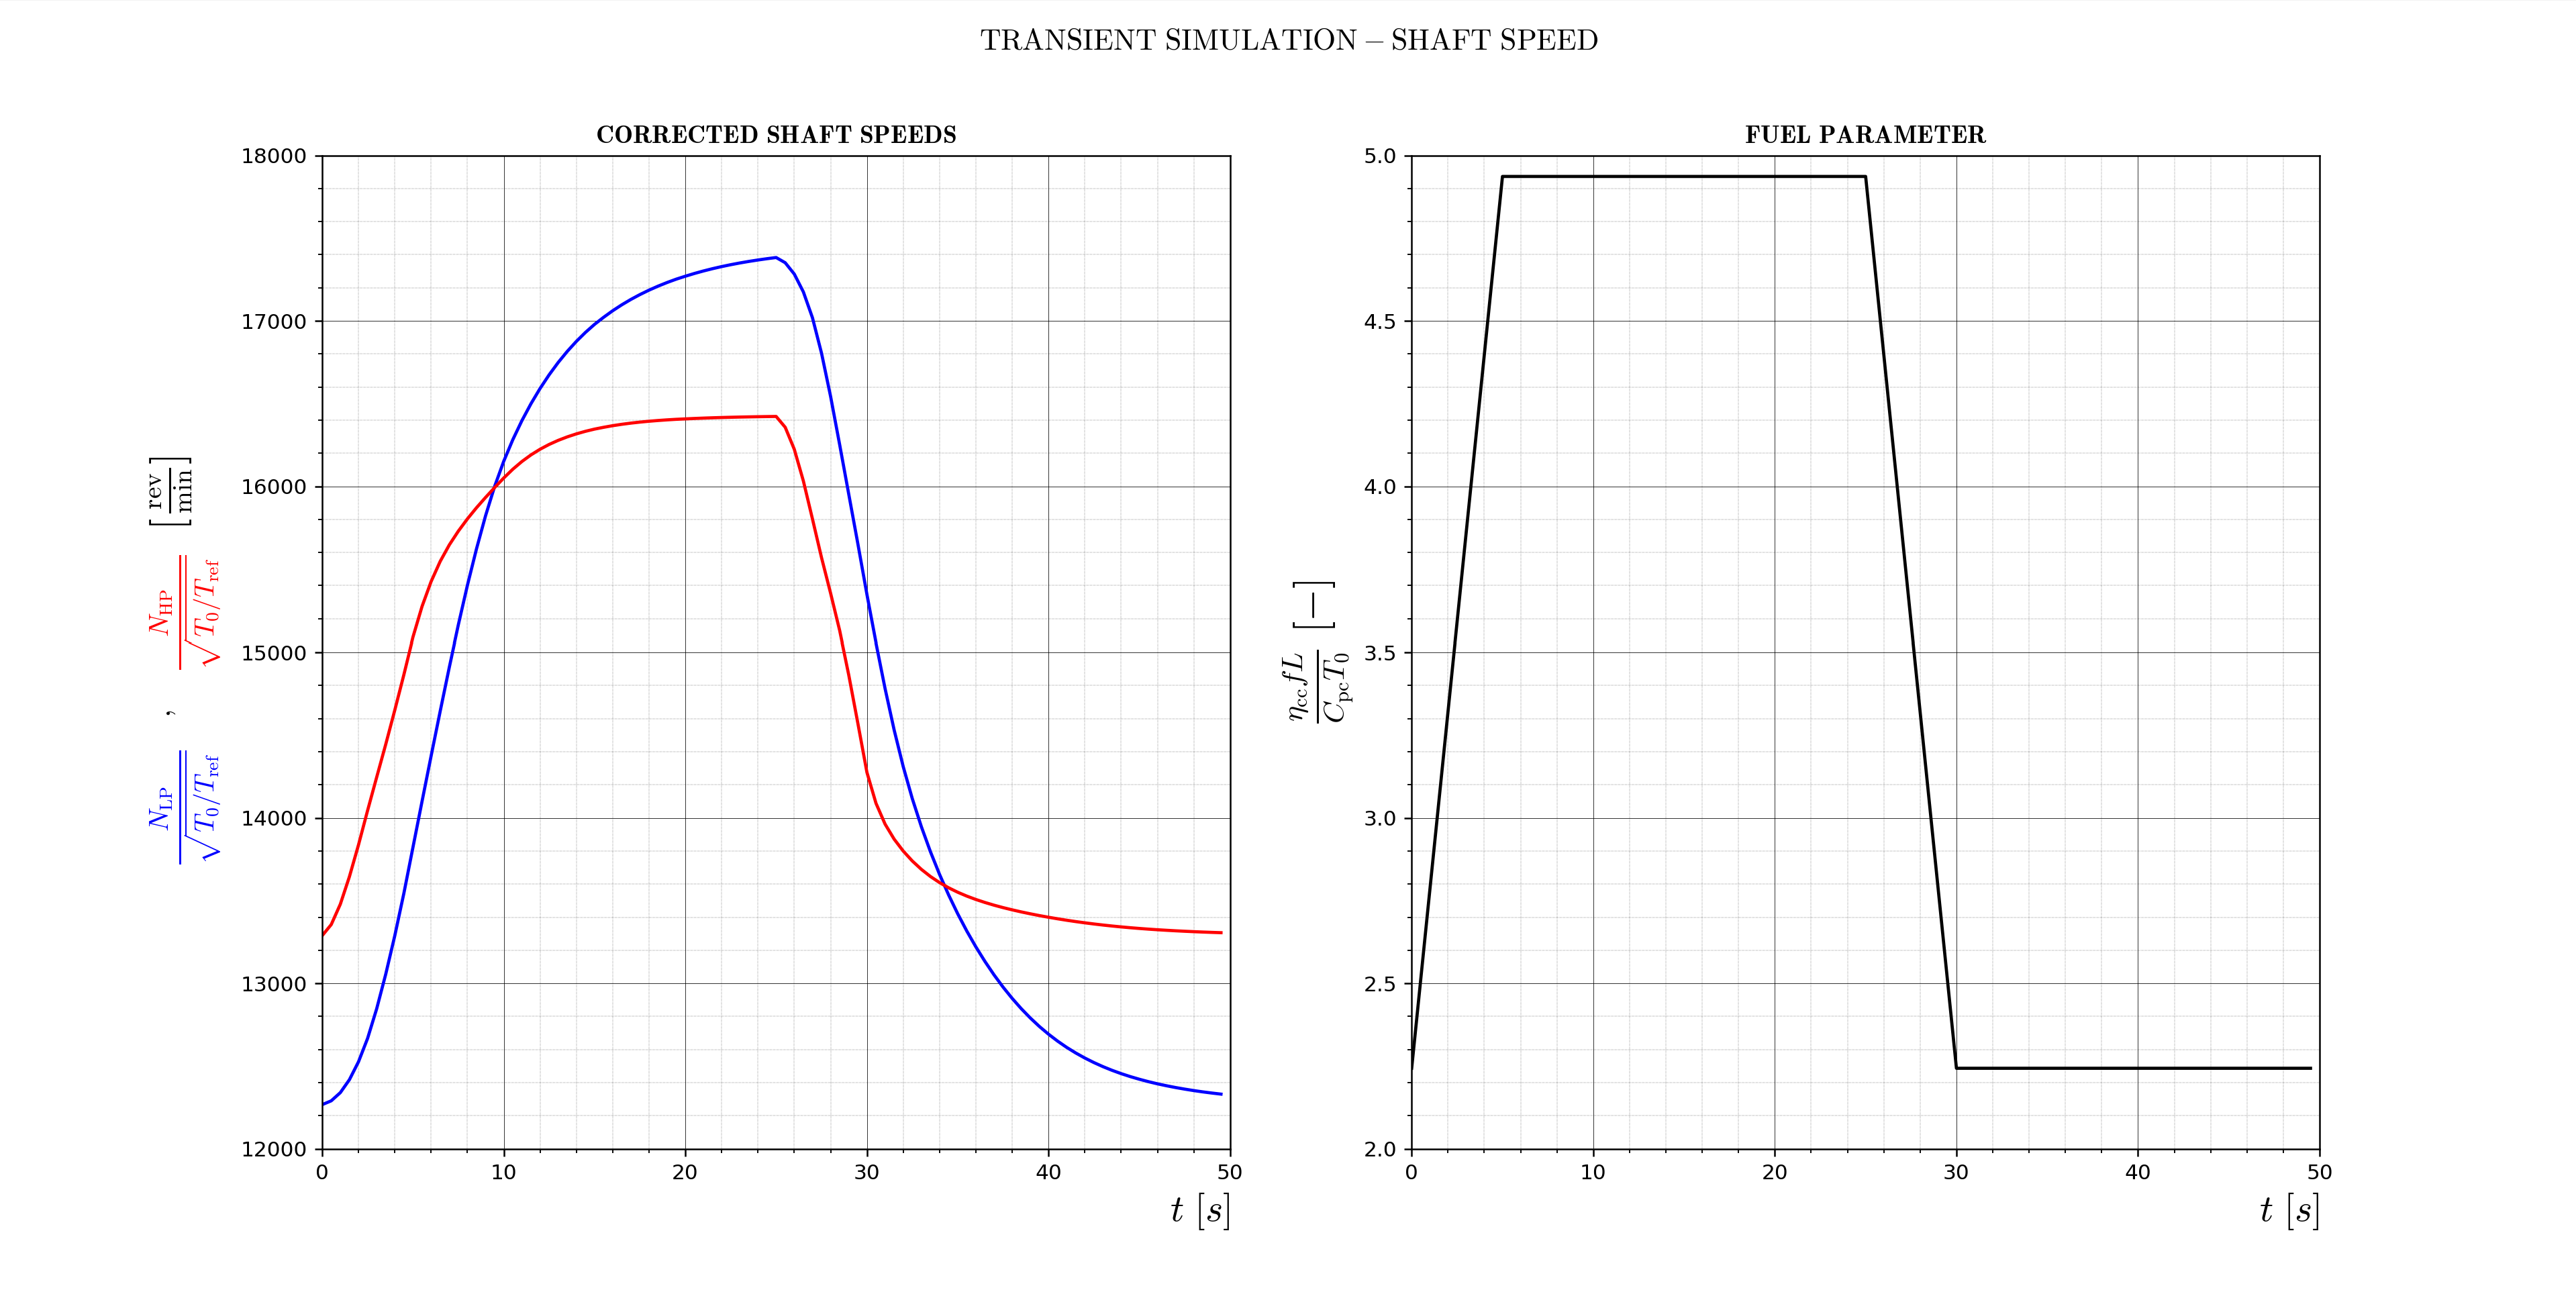 TRANSIENT SIMULATION – SHAFT SPEED
CORRECTED SHAFT SPEEDS
18000
17000
16000
15000
14000
13000
12000
0 10 20 30 40 50
t [s]
N_LP / √(T_0/T_ref) , N_HP / √(T_0/T_ref) [rev/min]
FUEL PARAMETER
5.0
4.5
4.0
3.5
3.0
2.5
2.0
0 10 20 30 40 50
t [s]
η_cc f L / C_pc T_0 [—]